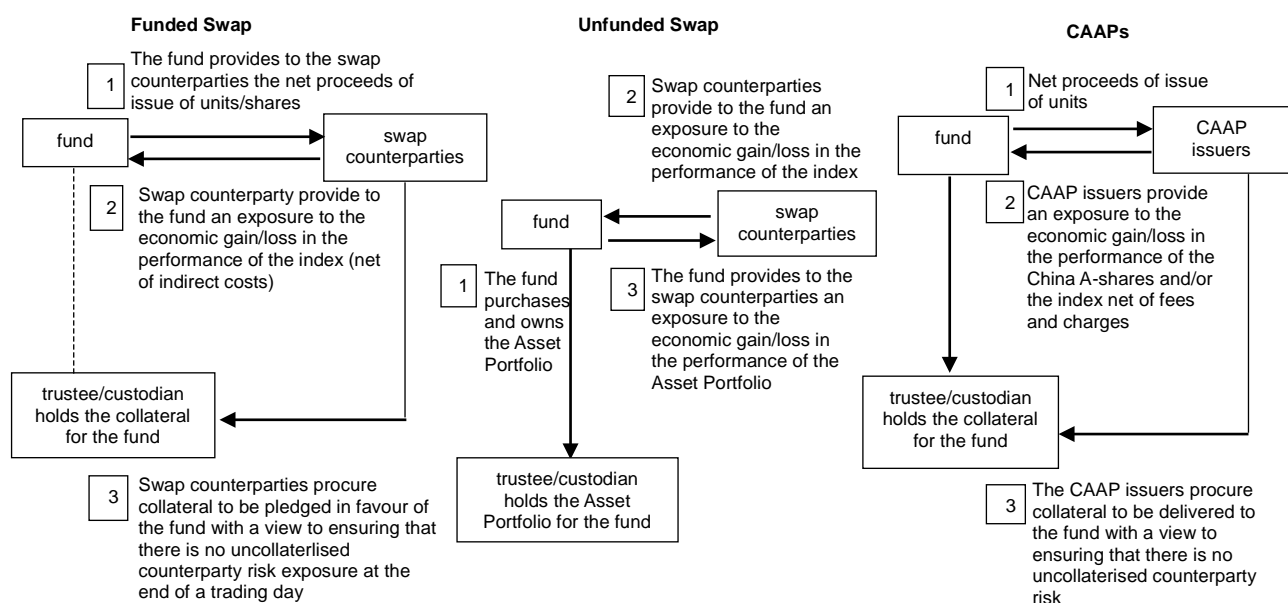 Funded Swap
1
The fund provides to the swap
counterparties the net proceeds of
issue of units/shares
fund
swap
counterparties
2
Swap counterparty provide to
the fund an exposure to the
economic gain/loss in the
performance of the index (net
of indirect costs)
trustee/custodian
holds the collateral
for the fund
3
Swap counterparties procure
collateral to be pledged in favour of
the fund with a view to ensuring that
there is no uncollaterlised
counterparty risk exposure at the
end of a trading day
Unfunded Swap
2
Swap counterparties
provide to the fund an
exposure to the
economic gain/loss in the
performance of the index
fund
swap
counterparties
1
The fund
purchases
and owns
the Asset
Portfolio
3
The fund provides to the
swap counterparties an
exposure to the
economic gain/loss in
the performance of the
Asset Portfolio
trustee/custodian
holds the Asset
Portfolio for the fund
CAAPs
1
Net proceeds of issue
of units
fund
CAAP
issuers
2
CAAP issuers provide
an exposure to the
economic gain/loss in
the performance of the
China A-shares and/or
the index net of fees
and charges
trustee/custodian
holds the collateral
for the fund
3
The CAAP issuers procure
collateral to be delivered to
the fund with a view to
ensuring that there is no
uncollaterised counterparty
risk